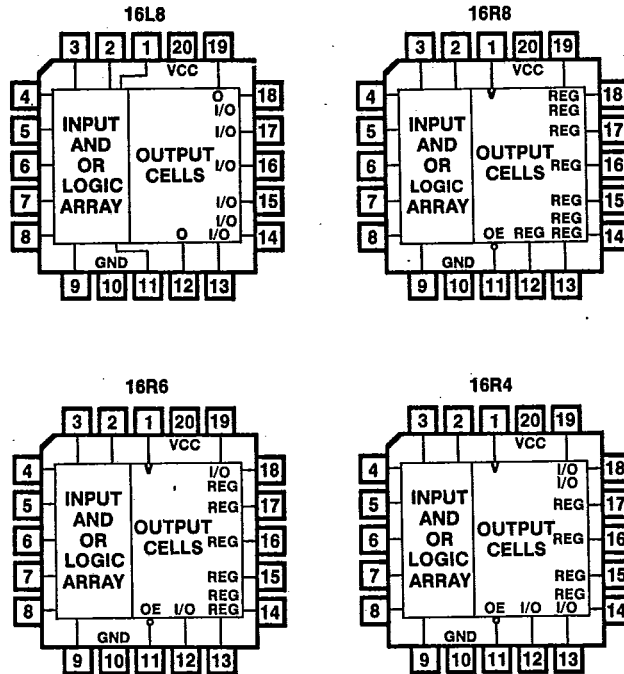 16L8
3 2 1 20 19
VCC
4 O 18
I/O
5 INPUT I/O 17
AND
OR
LOGIC
ARRAY
OUTPUT
CELLS
6 I/O 16
7 I/O 15
I/O
8 O I/O 14
GND
9 10 11 12 13
16R8
3 2 1 20 19
VCC
4 REG 18
REG
5 INPUT REG 17
AND
OR
LOGIC
ARRAY
OUTPUT
CELLS
6 REG 16
7 REG 15
REG
8 OE REG REG 14
GND
9 10 11 12 13
16R6
3 2 1 20 19
VCC
4 I/O 18
REG
5 INPUT REG 17
AND
OR
LOGIC
ARRAY
OUTPUT
CELLS
6 REG 16
7 REG 15
REG
8 OE I/O REG 14
GND
9 10 11 12 13
16R4
3 2 1 20 19
VCC
4 I/O 18
I/O
5 INPUT REG 17
AND
OR
LOGIC
ARRAY
OUTPUT
CELLS
6 REG 16
7 REG 15
REG
8 OE I/O I/O 14
GND
9 10 11 12 13